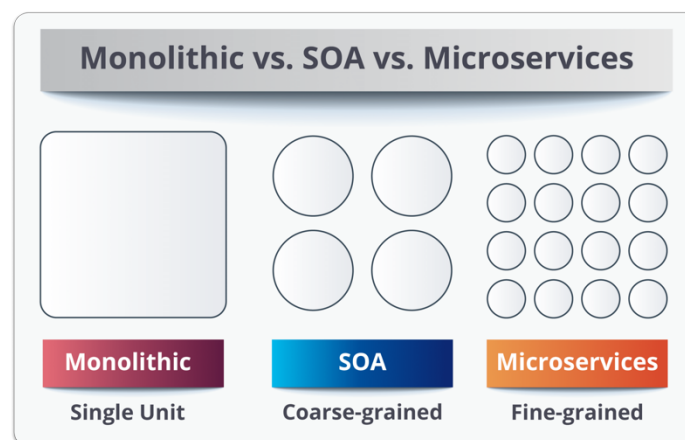 Monolithic vs. SOA vs. Microservices
Monolithic
SOA
Microservices
Single Unit
Coarse-grained
Fine-grained